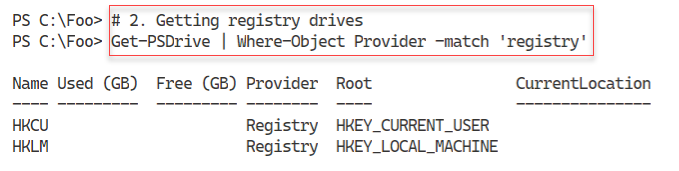 PS C:\Foo> # 2. Getting registry drives
PS C:\Foo> Get-PSDrive | Where-Object Provider -match 'registry'
Name Used (GB)  Free (GB) Provider  Root                CurrentLocation
---- ---------  --------- --------  ----                ---------------
HKCU                      Registry  HKEY_CURRENT_USER
HKLM                      Registry  HKEY_LOCAL_MACHINE